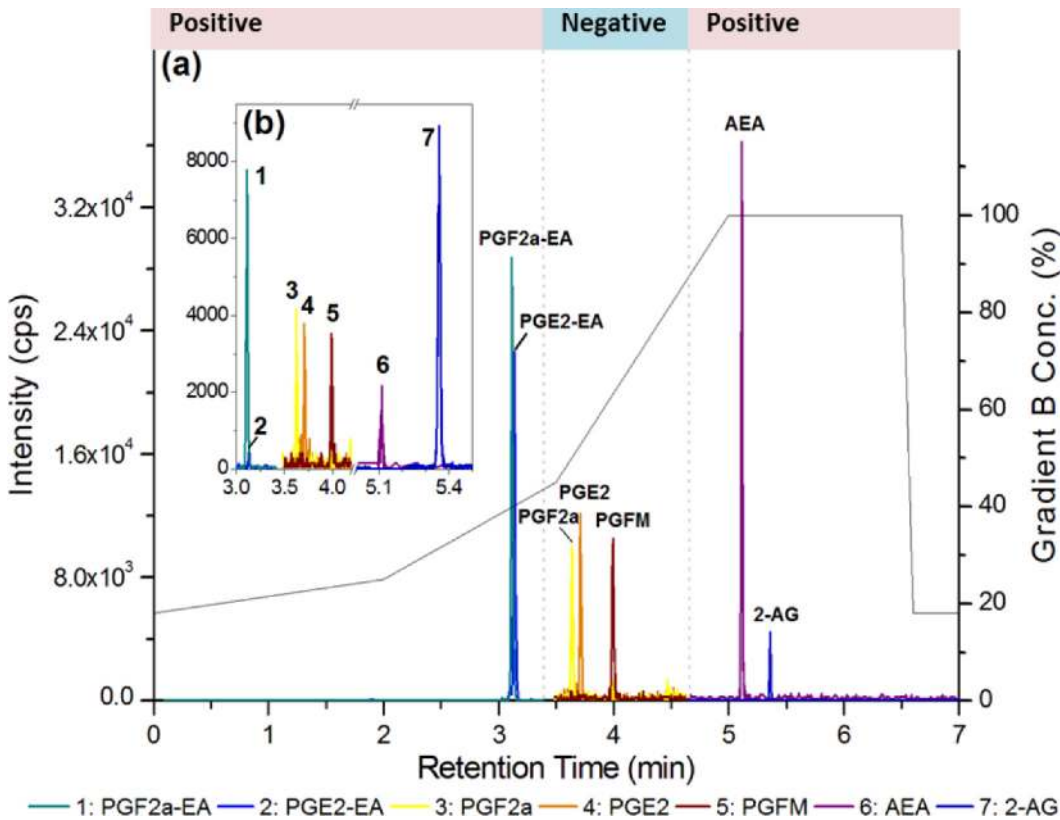 Positive Negative Positive
(a)
(b)
AEA
7
8000
1
3.2x10⁴
100
6000
PGF2a-EA
3
4
5
4000
PGE2-EA
80
2.4x10⁴
6
2000
2
60
1.6x10⁴
0
3.0 3.5 4.0 5.1 5.4
PGE2
PGF2a PGFM
40
8.0x10³
2-AG
20
0.0
0
0 1 2 3 4 5 6 7
Intensity (cps)
Gradient B Conc. (%)
Retention Time (min)
1: PGF2a-EA 2: PGE2-EA 3: PGF2a 4: PGE2 5: PGFM 6: AEA 7: 2-AG